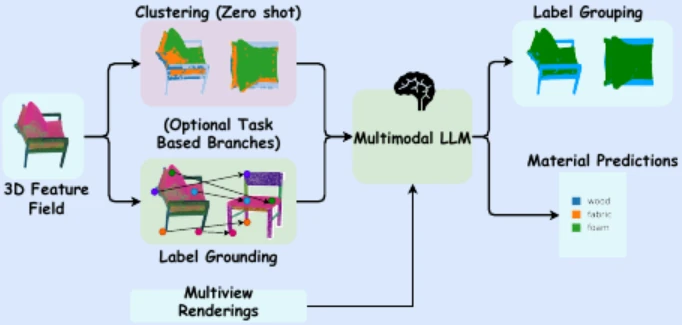 Clustering (Zero shot)
Label Grouping
(Optional Task
Based Branches)
Multimodal LLM
3D Feature
Field
Material Predictions
wood
fabric
foam
Label Grounding
Multiview
Renderings